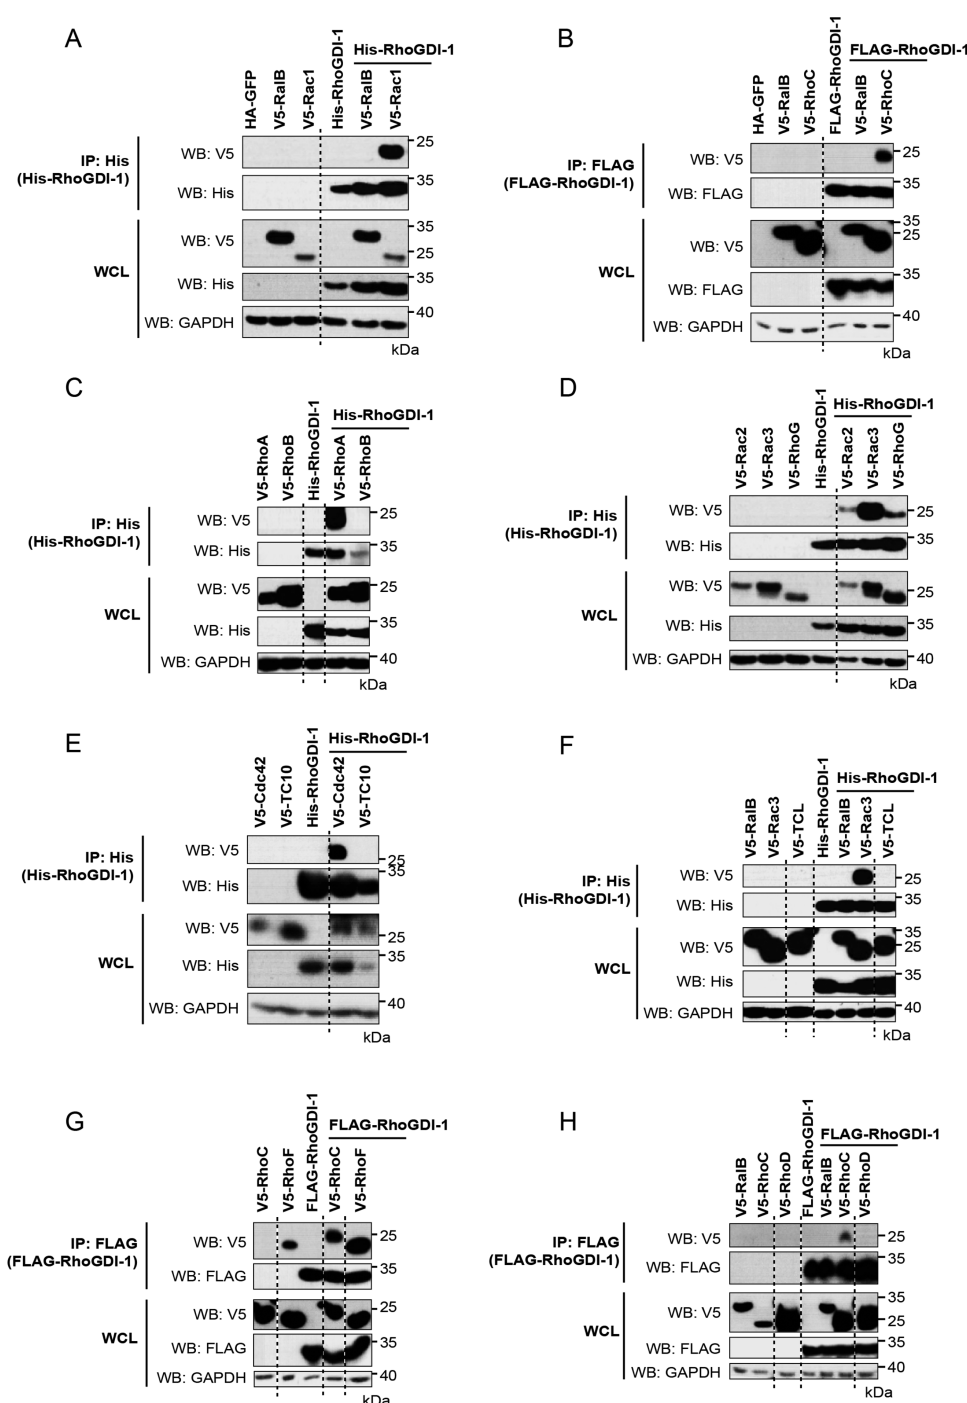 A
HA-GFP
V5-RalB
V5-Rac1
His-RhoGDI-1
His-RhoGDI-1
V5-RalB
V5-Rac1
IP: His
(His-RhoGDI-1)
WB: V5
25
WB: His
35
WCL
WB: V5
35
25
WB: His
35
WB: GAPDH
40
kDa
B
HA-GFP
V5-RalB
V5-RhoC
FLAG-RhoGDI-1
FLAG-RhoGDI-1
V5-RalB
V5-RhoC
IP: FLAG
(FLAG-RhoGDI-1)
WB: V5
25
WB: FLAG
35
WCL
WB: V5
35
25
WB: FLAG
35
WB: GAPDH
40
kDa
C
V5-RhoA
V5-RhoB
His-RhoGDI-1
His-RhoGDI-1
V5-RhoA
V5-RhoB
IP: His
(His-RhoGDI-1)
WB: V5
25
WB: His
35
WCL
WB: V5
25
WB: His
35
WB: GAPDH
40
kDa
D
V5-Rac2
V5-Rac3
V5-RhoG
His-RhoGDI-1
His-RhoGDI-1
V5-Rac2
V5-Rac3
V5-RhoG
IP: His
(His-RhoGDI-1)
WB: V5
25
WB: His
35
WCL
WB: V5
25
WB: His
35
WB: GAPDH
40
kDa
E
V5-Cdc42
V5-TC10
His-RhoGDI-1
His-RhoGDI-1
V5-Cdc42
V5-TC10
IP: His
(His-RhoGDI-1)
WB: V5
25
WB: His
35
WCL
WB: V5
25
WB: His
35
WB: GAPDH
40
kDa
F
V5-RalB
V5-Rac3
V5-TCL
His-RhoGDI-1
His-RhoGDI-1
V5-RalB
V5-Rac3
V5-TCL
IP: His
(His-RhoGDI-1)
WB: V5
25
WB: His
35
WCL
WB: V5
35
25
WB: His
35
WB: GAPDH
40
kDa
G
V5-RhoC
V5-RhoF
FLAG-RhoGDI-1
FLAG-RhoGDI-1
V5-RhoC
V5-RhoF
IP: FLAG
(FLAG-RhoGDI-1)
WB: V5
25
WB: FLAG
35
WCL
WB: V5
25
WB: FLAG
35
WB: GAPDH
40
kDa
H
V5-RalB
V5-RhoC
V5-RhoD
FLAG-RhoGDI-1
FLAG-RhoGDI-1
V5-RalB
V5-RhoC
V5-RhoD
IP: FLAG
(FLAG-RhoGDI-1)
WB: V5
25
WB: FLAG
35
WCL
WB: V5
35
25
WB: FLAG
35
WB: GAPDH
40
kDa